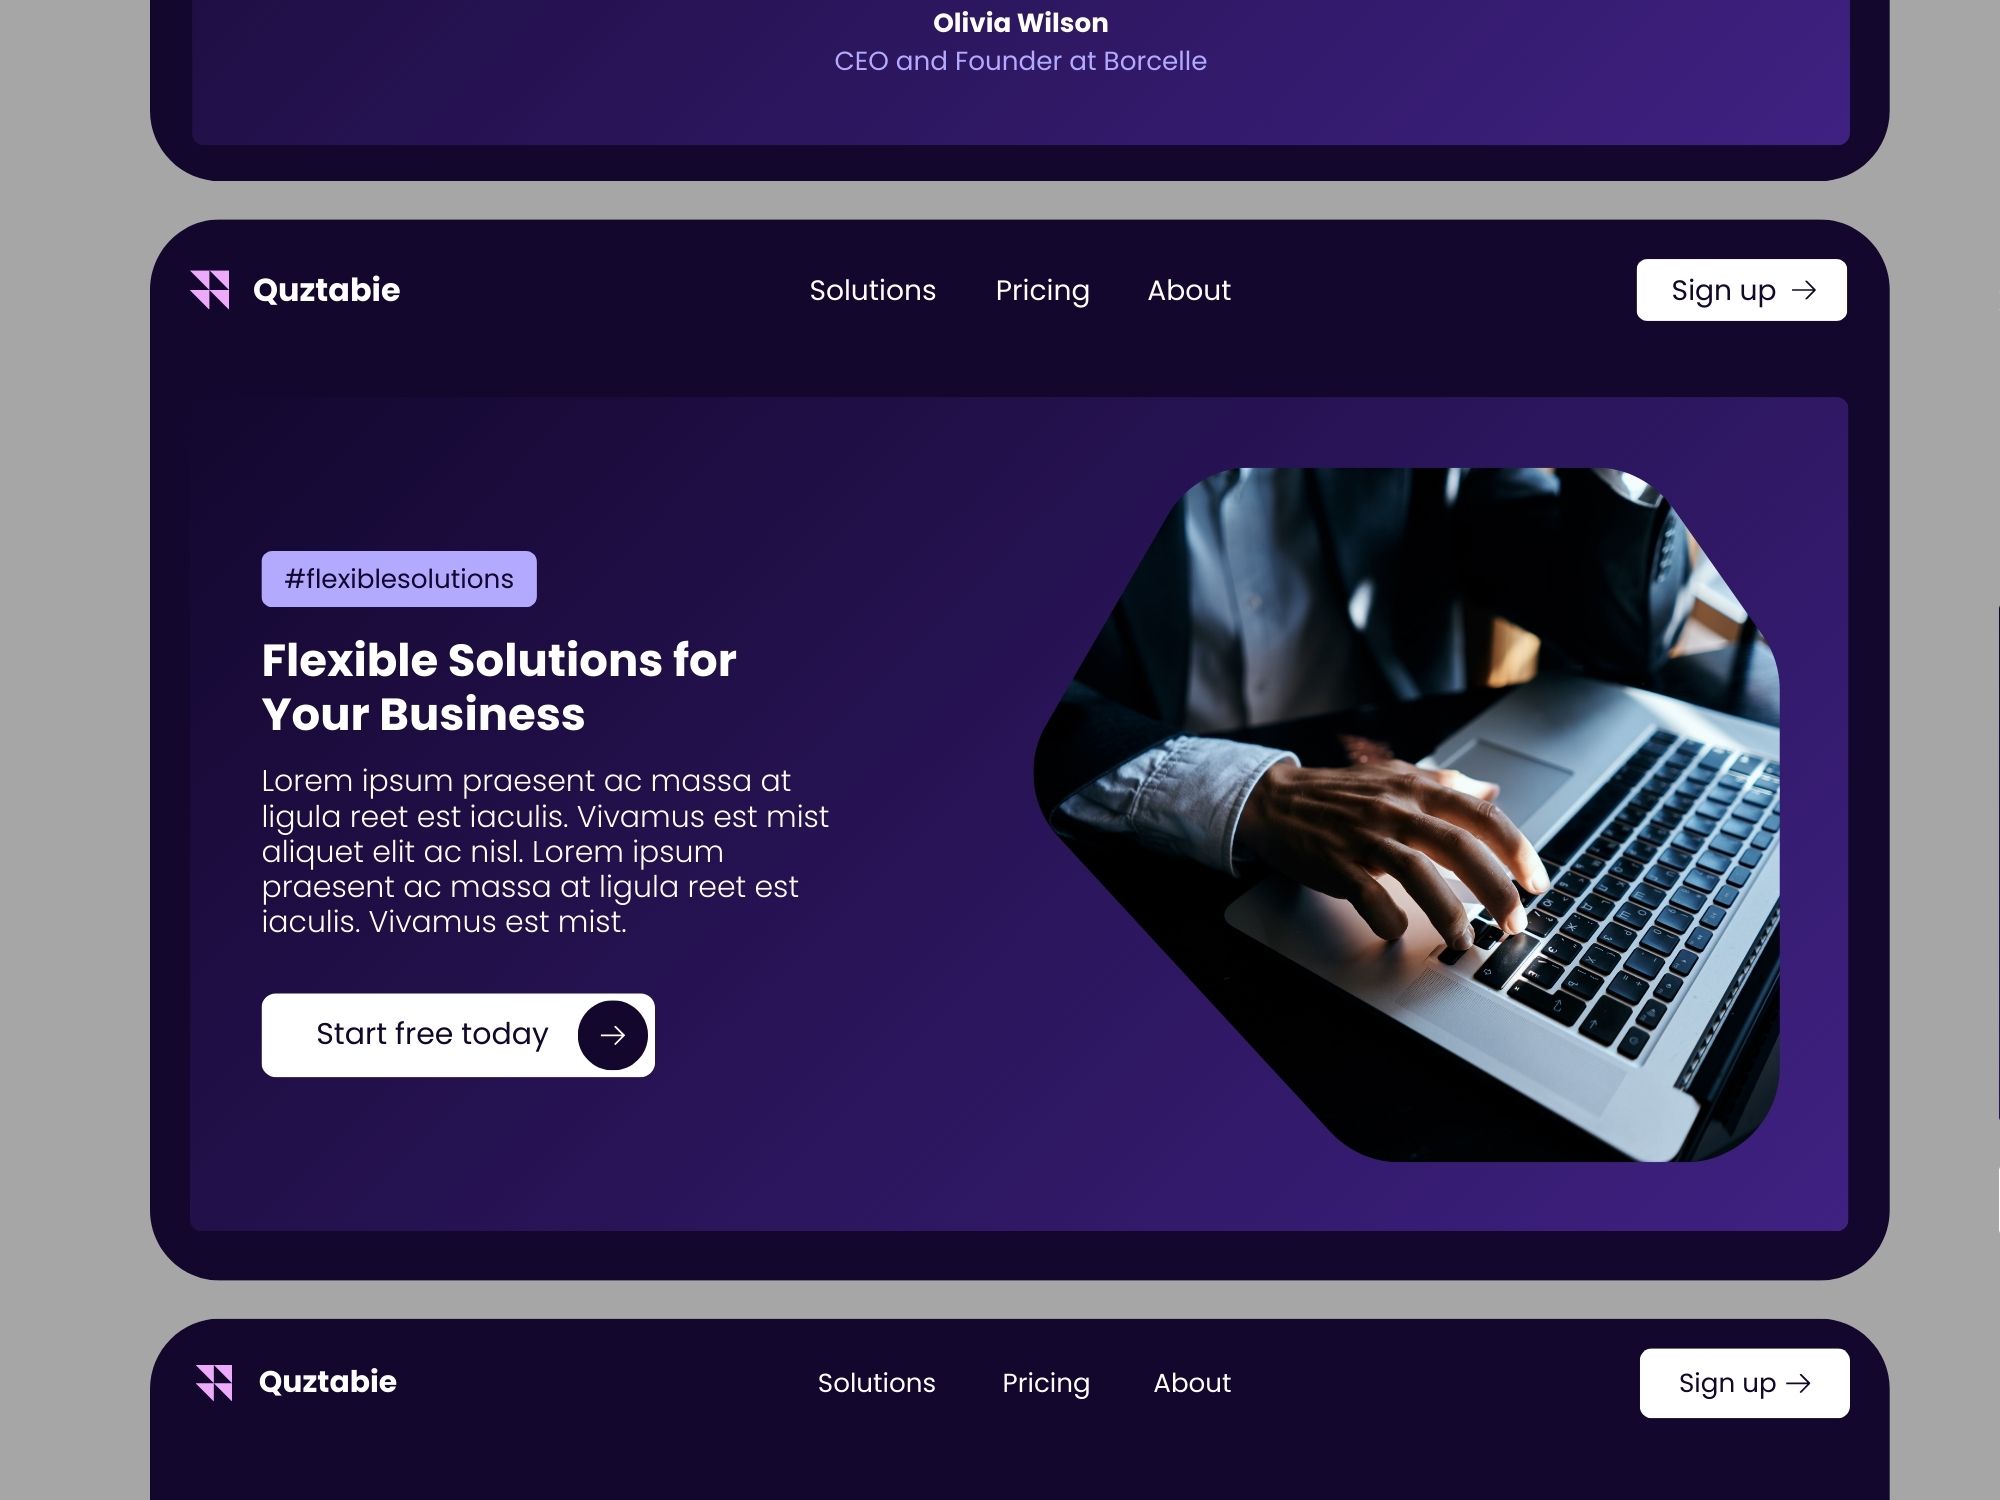 Olivia Wilson
CEO and Founder at Borcelle
Quztabie
Solutions Pricing About
Sign up
#flexiblesolutions
Flexible Solutions for
Your Business
Lorem ipsum praesent ac massa at
ligula reet est iaculis. Vivamus est mist
aliquet elit ac nisl. Lorem ipsum
praesent ac massa at ligula reet est
iaculis. Vivamus est mist.
Start free today
Quztabie
Solutions Pricing About
Sign up